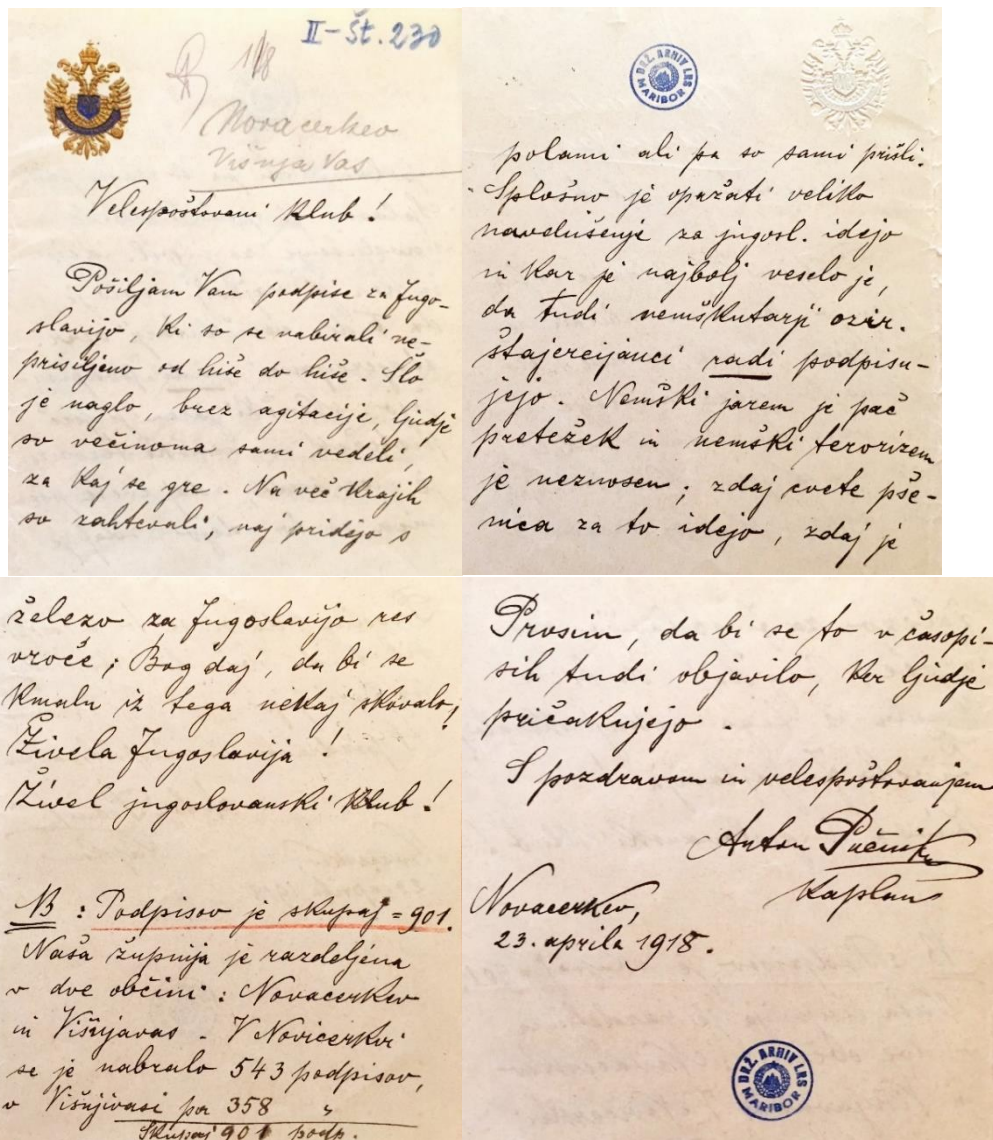 II–št. 230
1/8
Novacerkev
Višnja Vas
Velespoštovani klub!
Pošiljam Vam podpise za Jugo-
slavijo, ki so se nabirali ne-
prisiljeno od hiše do hiše. Šlo
je naglo, brez agitacije, ljudje
so večinoma sami vedeli,
za kaj se gre. Na več krajih
so zahtevali, naj pridejo s
DRŽ. ARHIV LRS
MARIBOR
polami ali pa so sami prišli.
Splošno je opažati veliko
navdušenje za jugosl. idejo
in kar je najbolj veselo je,
da tudi nemškutarji ozir.
štajercijanci radi podpisu-
jejo. Nemški jarem je pač
pretežek in nemški terorizem
je neznosen; zdaj cvete pše-
nica za to idejo, zdaj je
železo za Jugoslavijo res
vroče; Bog daj, da bi se
kmalu iz tega nekaj skovalo!
Živela Jugoslavija!
Živel jugoslovanski klub!
NB: Podpisov je skupaj = 901.
Naša župnija je razdeljena
v dve občini: Novacerkev
in Višnjavas. V Novicerkvi
se je nabralo 543 podpisov,
v Višnjivasi pa 358 "
Skupaj 901 podp.
Prosim, da bi se to v časopi-
sih tudi objavilo, ker ljudje
pričakujejo.
S pozdravom in velespoštovanjem
Anton Pučnik
kaplan
Novacerkev,
23. aprila 1918.
DRŽ. ARHIV LRS
MARIBOR